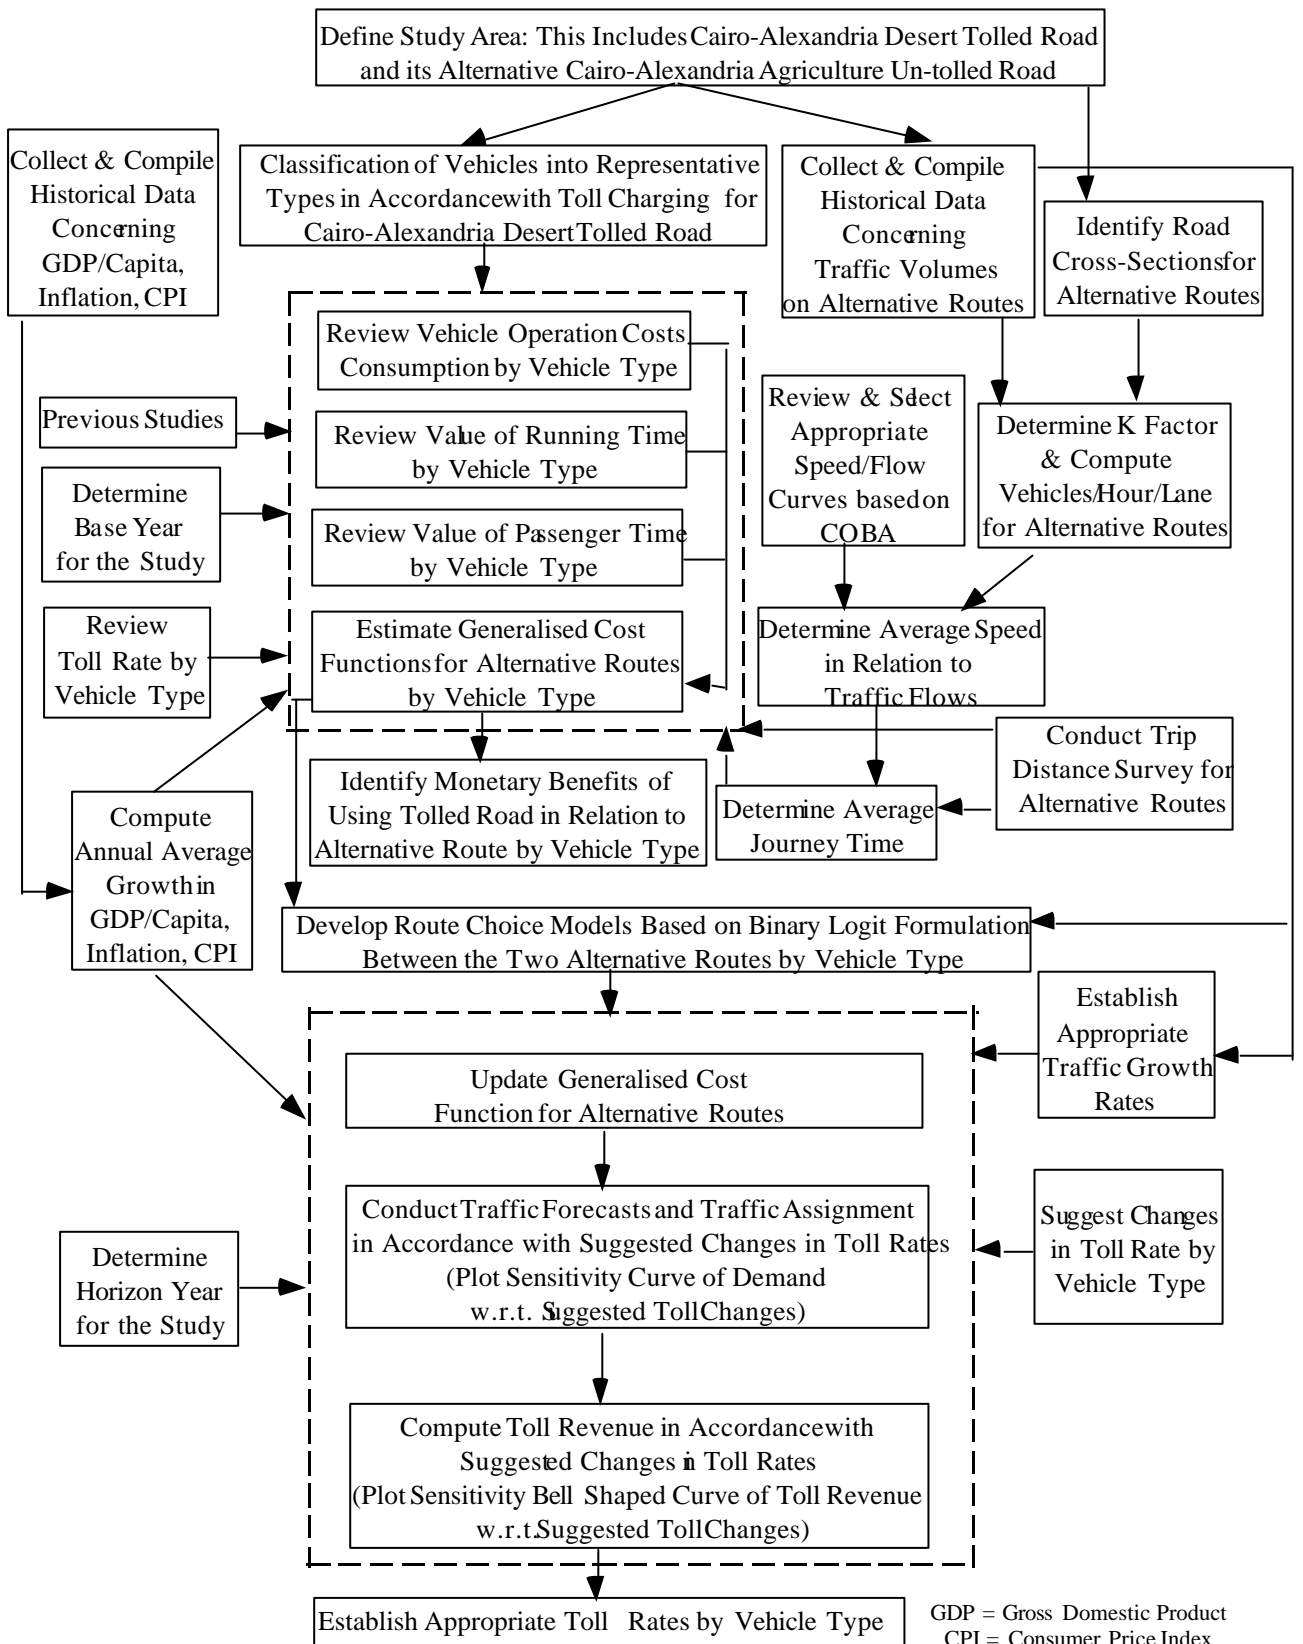 Define Study Area: This Includes Cairo-Alexandria Desert Tolled Road
and its Alternative Cairo-Alexandria Agriculture Un-tolled Road
Collect & Compile
Historical Data
Concerning
GDP/Capita,
Inflation, CPI
Classification of Vehicles into Representative
Types in Accordance with Toll Charging for
Cairo-Alexandria Desert Tolled Road
Collect & Compile
Historical Data
Concerning
Traffic Volumes
on Alternative Routes
Identify Road
Cross-Sections for
Alternative Routes
Review Vehicle Operation Costs
Consumption by Vehicle Type
Previous Studies
Review Value of Running Time
by Vehicle Type
Review & Select
Appropriate
Speed/Flow
Curves based on
COBA
Determine K Factor
& Compute
Vehicles/Hour/Lane
for Alternative Routes
Determine
Base Year
for the Study
Review Value of Passenger Time
by Vehicle Type
Review
Toll Rate by
Vehicle Type
Estimate Generalised Cost
Functions for Alternative Routes
by Vehicle Type
Determine Average Speed
in Relation to
Traffic Flows
Conduct Trip
Distance Survey for
Alternative Routes
Identify Monetary Benefits of
Using Tolled Road in Relation to
Alternative Route by Vehicle Type
Determine Average
Journey Time
Compute
Annual Average
Growth in
GDP/Capita,
Inflation, CPI
Develop Route Choice Models Based on Binary Logit Formulation
Between the Two Alternative Routes by Vehicle Type
Establish
Appropriate
Traffic Growth
Rates
Update Generalised Cost
Function for Alternative Routes
Conduct Traffic Forecasts and Traffic Assignment
in Accordance with Suggested Changes in Toll Rates
(Plot Sensitivity Curve of Demand
w.r.t. Suggested Toll Changes)
Suggest Changes
in Toll Rate by
Vehicle Type
Determine
Horizon Year
for the Study
Compute Toll Revenue in Accordance with
Suggested Changes in Toll Rates
(Plot Sensitivity Bell Shaped Curve of Toll Revenue
w.r.t. Suggested Toll Changes)
Establish Appropriate Toll Rates by Vehicle Type
GDP = Gross Domestic Product
CPI = Consumer Price Index